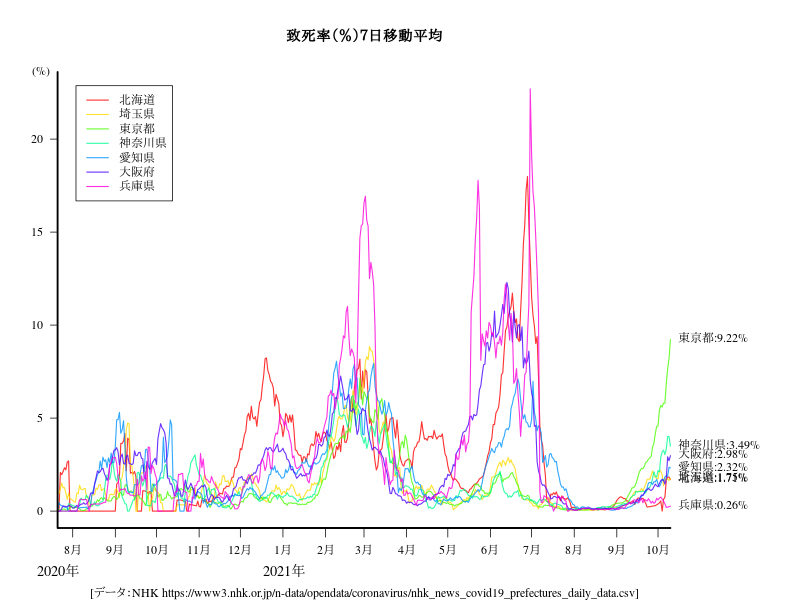 致死率(%)7日移動平均
(%)
北海道
埼玉県
東京都
神奈川県
愛知県
大阪府
兵庫県
20
15
10
5
0
東京都:9.22%
神奈川県:3.49%
大阪府:2.98%
愛知県:2.32%
兵庫県:0.26%
8月 9月 10月 11月 12月 1月 2月 3月 4月 5月 6月 7月 8月 9月 10月
2020年 2021年
[データ:NHK https://www3.nhk.or.jp/n-data/opendata/coronavirus/nhk_news_covid19_prefectures_daily_data.csv]